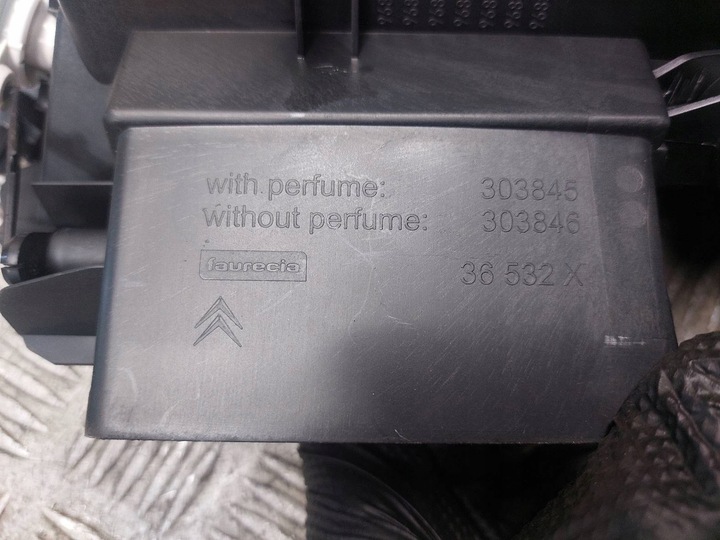 with perfume: 303845
without perfume: 303846
faurecia 36 532 X